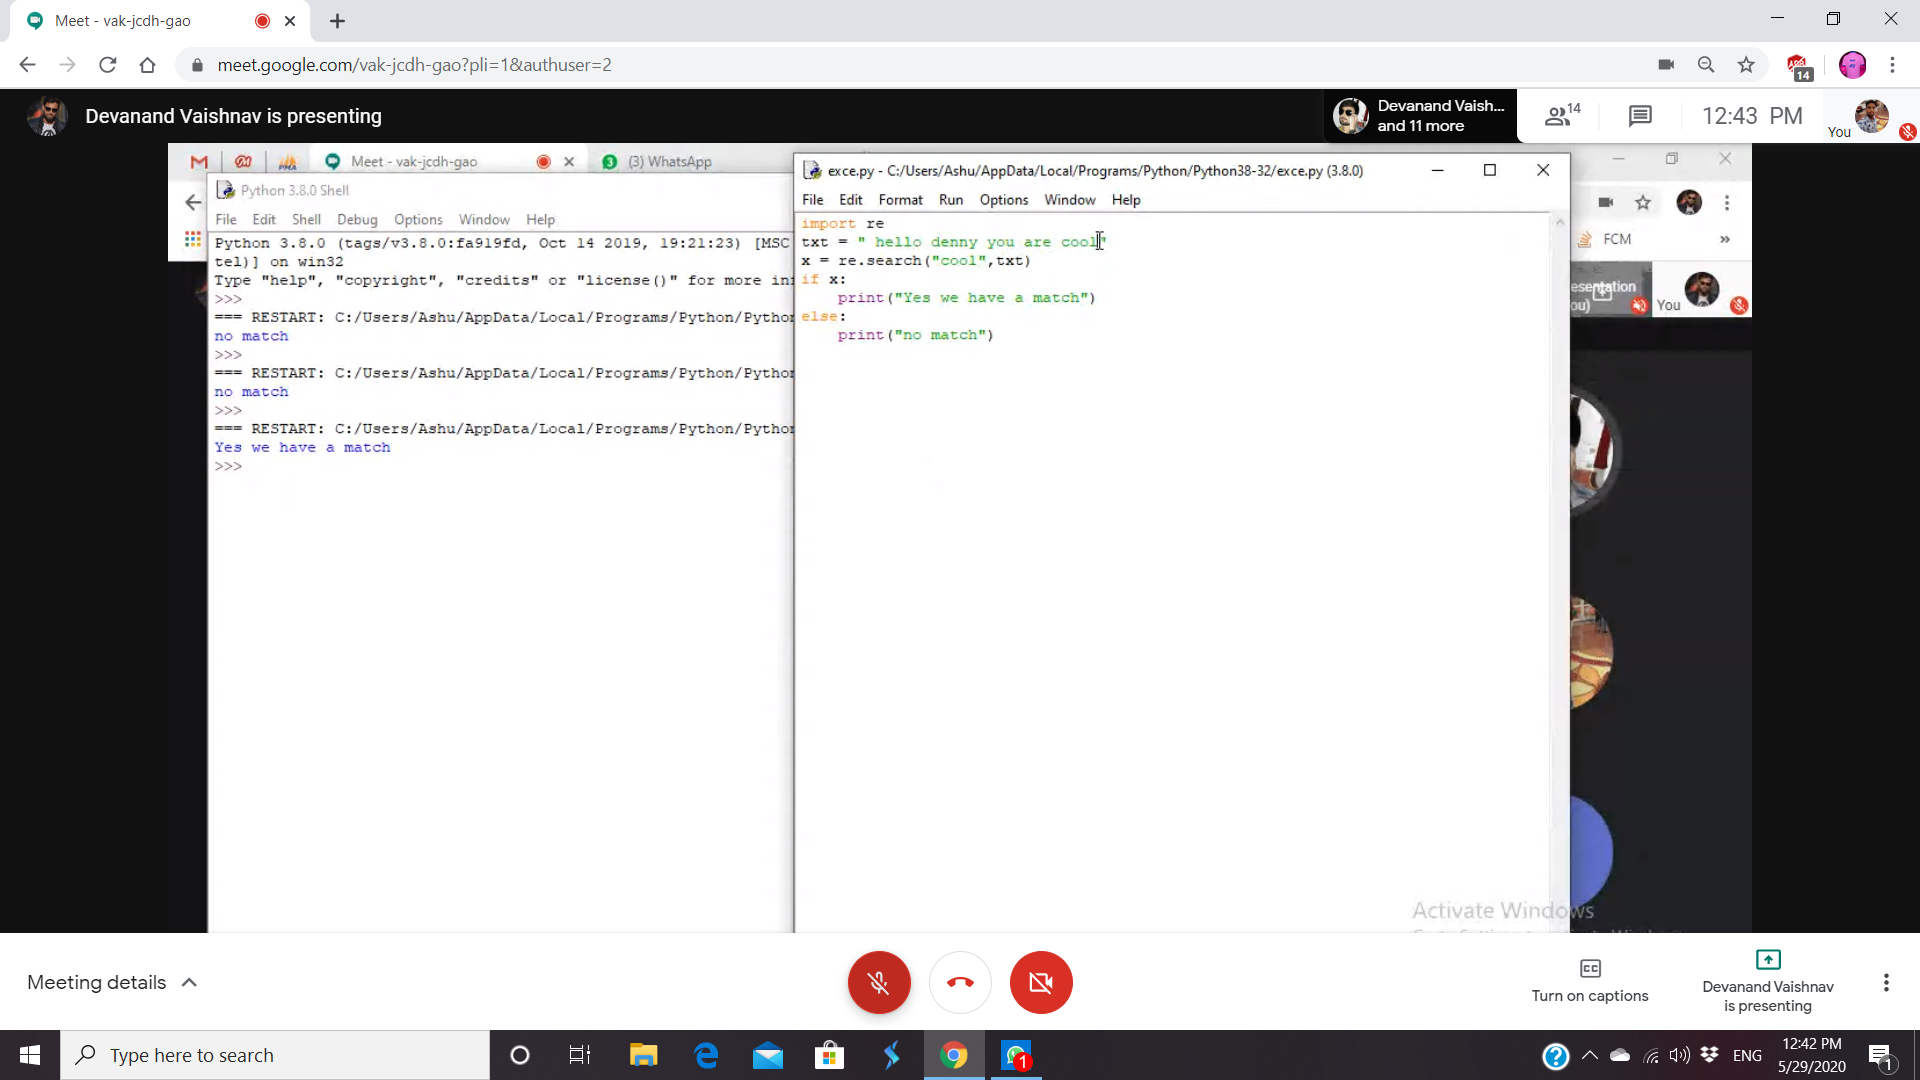 Meet - vak-jcdh-gao
meet.google.com/vak-jcdh-gao?pli=1&authuser=2
14
Devanand Vaishnav is presenting
Devanand Vaish...
and 11 more
14
12:43 PM
You
Meet - vak-jcdh-gao
3
(3) WhatsApp
Python 3.8.0 Shell
File Edit Shell Debug Options Window Help
Python 3.8.0 (tags/v3.8.0:fa919fd, Oct 14 2019, 19:21:23) [MSC
tel)] on win32
Type "help", "copyright", "credits" or "license()" for more in
>>>
=== RESTART: C:/Users/Ashu/AppData/Local/Programs/Python/Python
no match
>>>
=== RESTART: C:/Users/Ashu/AppData/Local/Programs/Python/Python
no match
>>>
=== RESTART: C:/Users/Ashu/AppData/Local/Programs/Python/Python
Yes we have a match
>>>
exce.py - C:/Users/Ashu/AppData/Local/Programs/Python/Python38-32/exce.py (3.8.0)
File Edit Format Run Options Window Help
import re
txt = " hello denny you are cool"
x = re.search("cool",txt)
if x:
    print("Yes we have a match")
else:
    print("no match")
FCM
»
esentation
ou)
You
Activate Windows
Meeting details
CC
Turn on captions
Devanand Vaishnav
is presenting
Type here to search
1
ENG
12:42 PM
5/29/2020
1